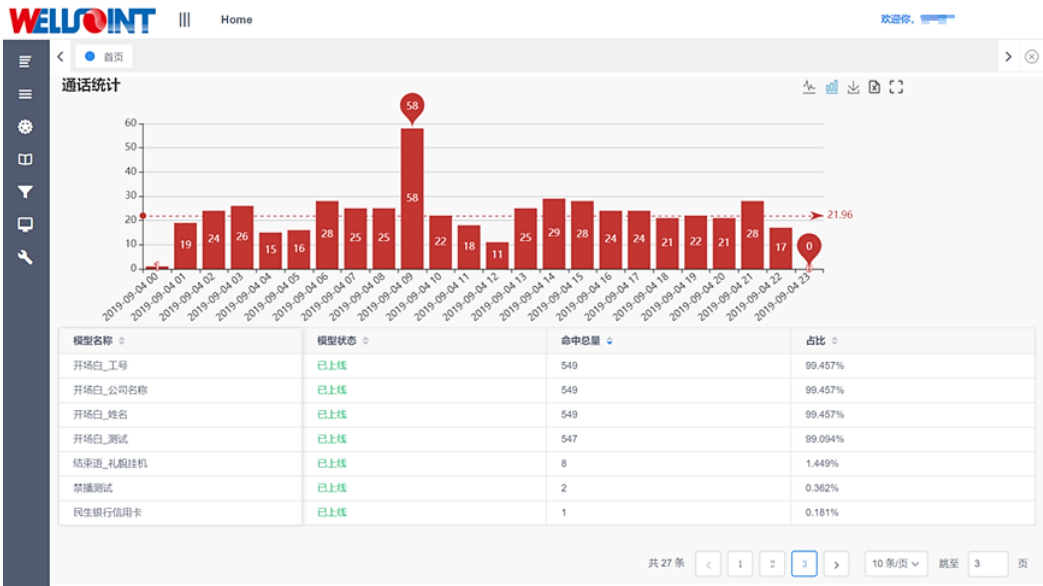 WELLSOINT Home 欢迎你,
首页
通话统计
58
60
50
40
30
20
10
0
1 19 24 26 15 16 28 25 25 58 22 18 11 25 29 28 24 24 21 22 21 28 17 0
21.96
0
2019-09-04 00 2019-09-04 01 2019-09-04 02 2019-09-04 03 2019-09-04 04 2019-09-04 05 2019-09-04 06 2019-09-04 07 2019-09-04 08 2019-09-04 09 2019-09-04 10 2019-09-04 11 2019-09-04 12 2019-09-04 13 2019-09-04 14 2019-09-04 15 2019-09-04 16 2019-09-04 17 2019-09-04 18 2019-09-04 19 2019-09-04 20 2019-09-04 21 2019-09-04 22 2019-09-04 23
模型名称 模型状态 命中总量 占比
开场白_工号 已上线 549 99.457%
开场白_公司名称 已上线 549 99.457%
开场白_姓名 已上线 549 99.457%
开场白_测试 已上线 547 99.094%
结束语_礼貌挂机 已上线 8 1.449%
禁播测试 已上线 2 0.362%
民生银行信用卡 已上线 1 0.181%
共 27 条 1 2 3 10 条/页 跳至 3 页